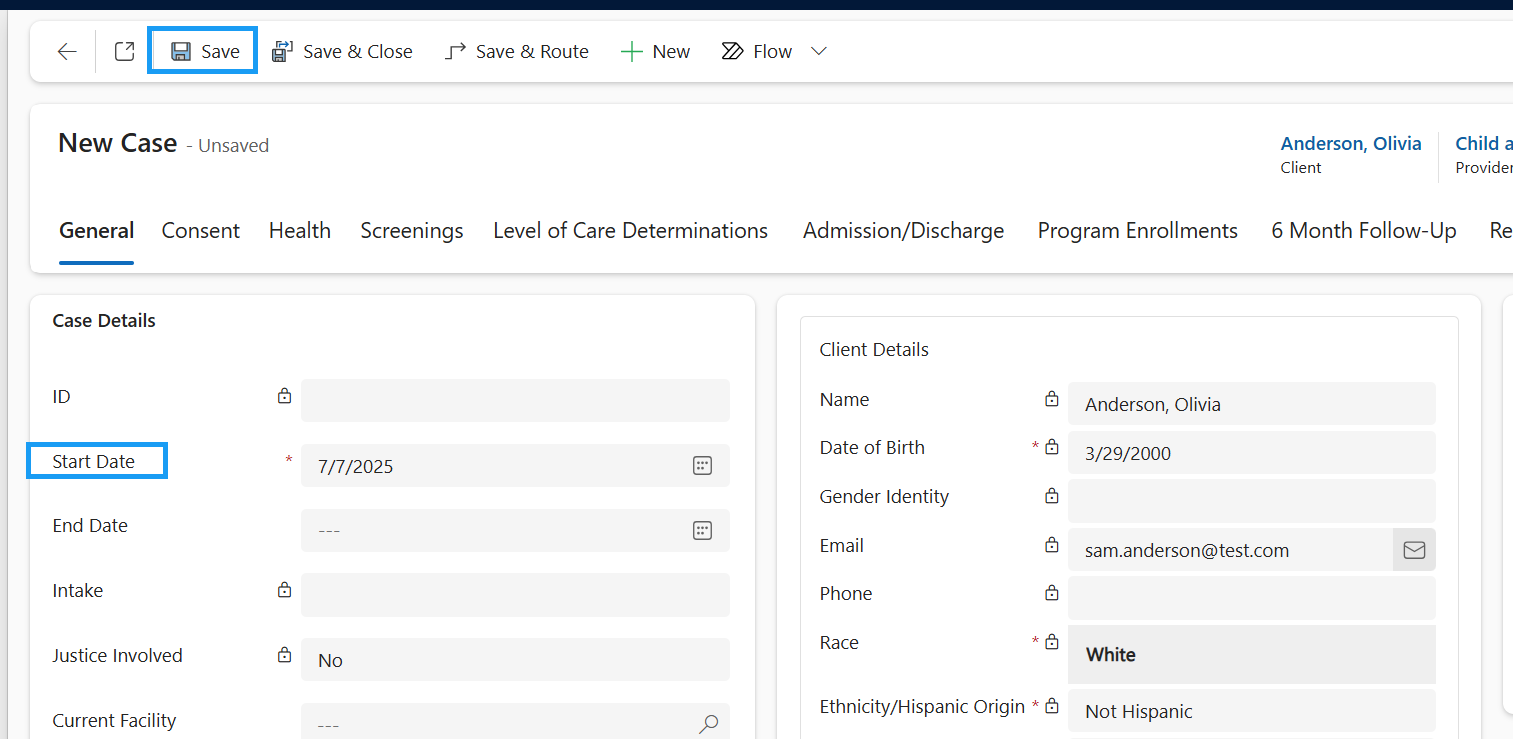 Save Save & Close Save & Route New Flow
New Case - Unsaved
Anderson, Olivia
Client
Child a
Provider
General Consent Health Screenings Level of Care Determinations Admission/Discharge Program Enrollments 6 Month Follow-Up Re
Case Details
ID
Start Date * 7/7/2025
End Date ---
Intake
Justice Involved No
Current Facility ---
Client Details
Name Anderson, Olivia
Date of Birth * 3/29/2000
Gender Identity
Email sam.anderson@test.com
Phone
Race * White
Ethnicity/Hispanic Origin * Not Hispanic